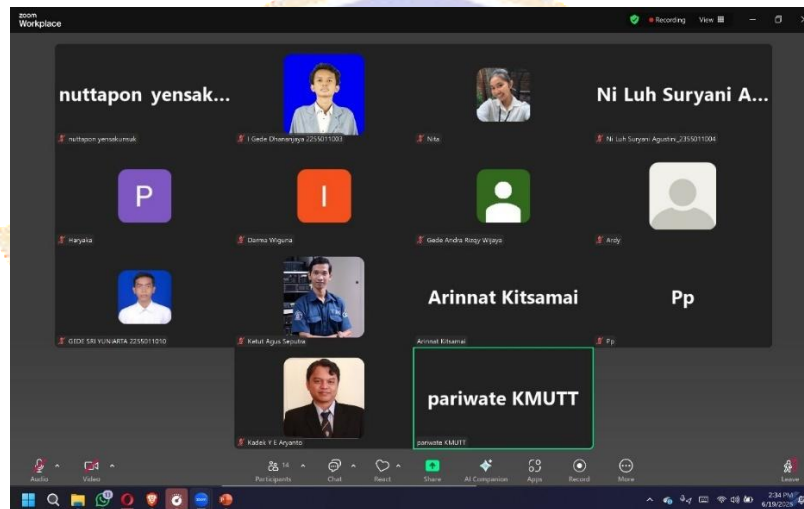 zoom
Workplace
Recording
View
nuttapon yensak...
nuttapon yensakunsuk
I Gede Dhananjaya 2255011003
Nita
Ni Luh Suryani A...
Ni Luh Suryani Agustini_2355011004
P
Haryaka
I
Darma Wiguna
Gede Andra Rizqy Wijaya
Ardy
GEDE SRI YUNIARTA 2255011010
Ketut Agus Seputra
Arinnat Kitsamai
Arinnat Kitsamai
Pp
Pp
Kadek Y E Aryanto
pariwate KMUTT
pariwate KMUTT
Audio
Video
14
Participants
Chat
React
Share
AI Companion
Apps
Record
More
Leave
2:34 PM